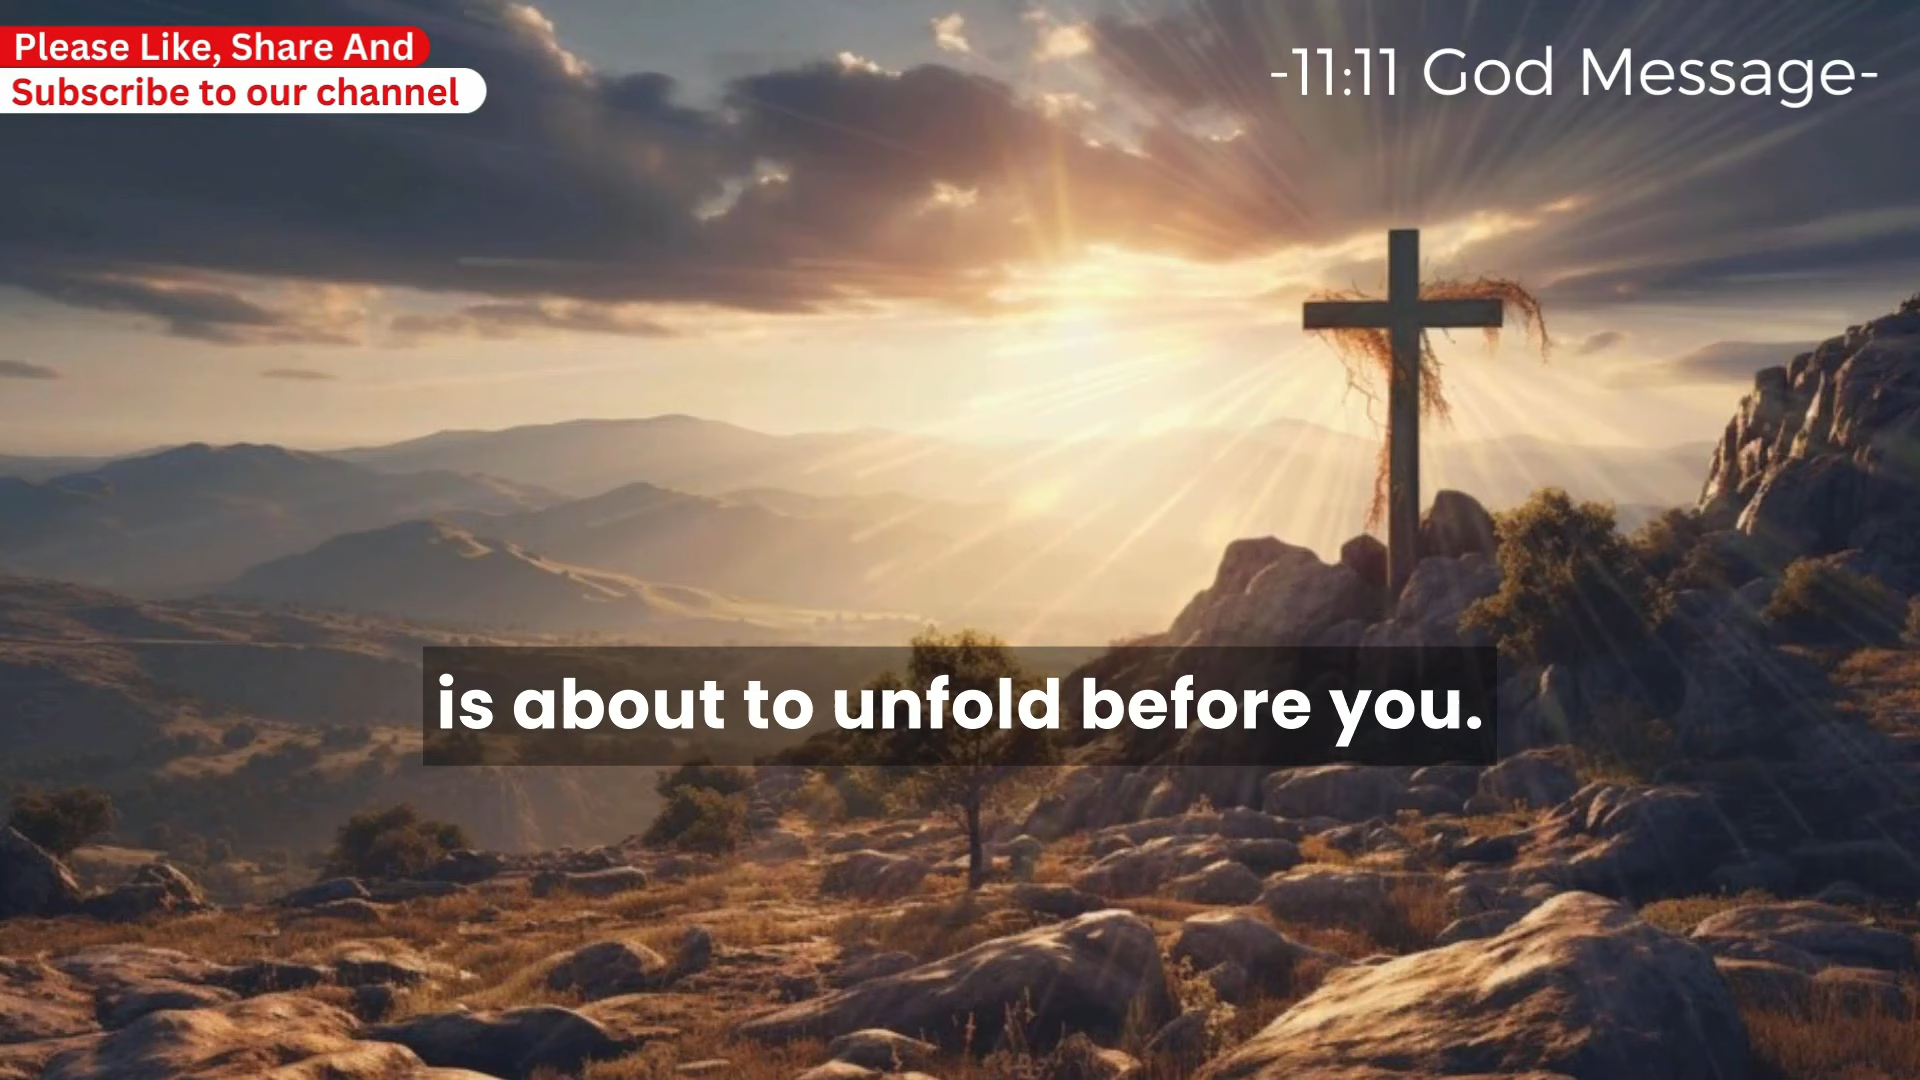 Please Like, Share And
Subscribe to our channel
-11:11 God Message-
is about to unfold before you.